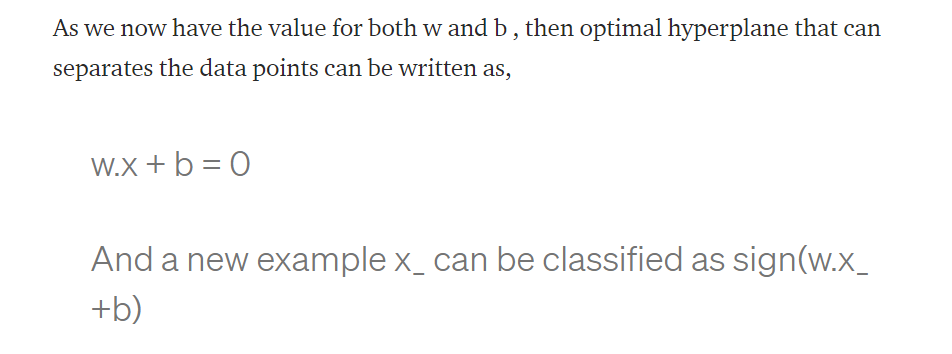 As we now have the value for both w and b , then optimal hyperplane that can
separates the data points can be written as,
w.x + b = 0
And a new example x_ can be classified as sign(w.x_
+b)